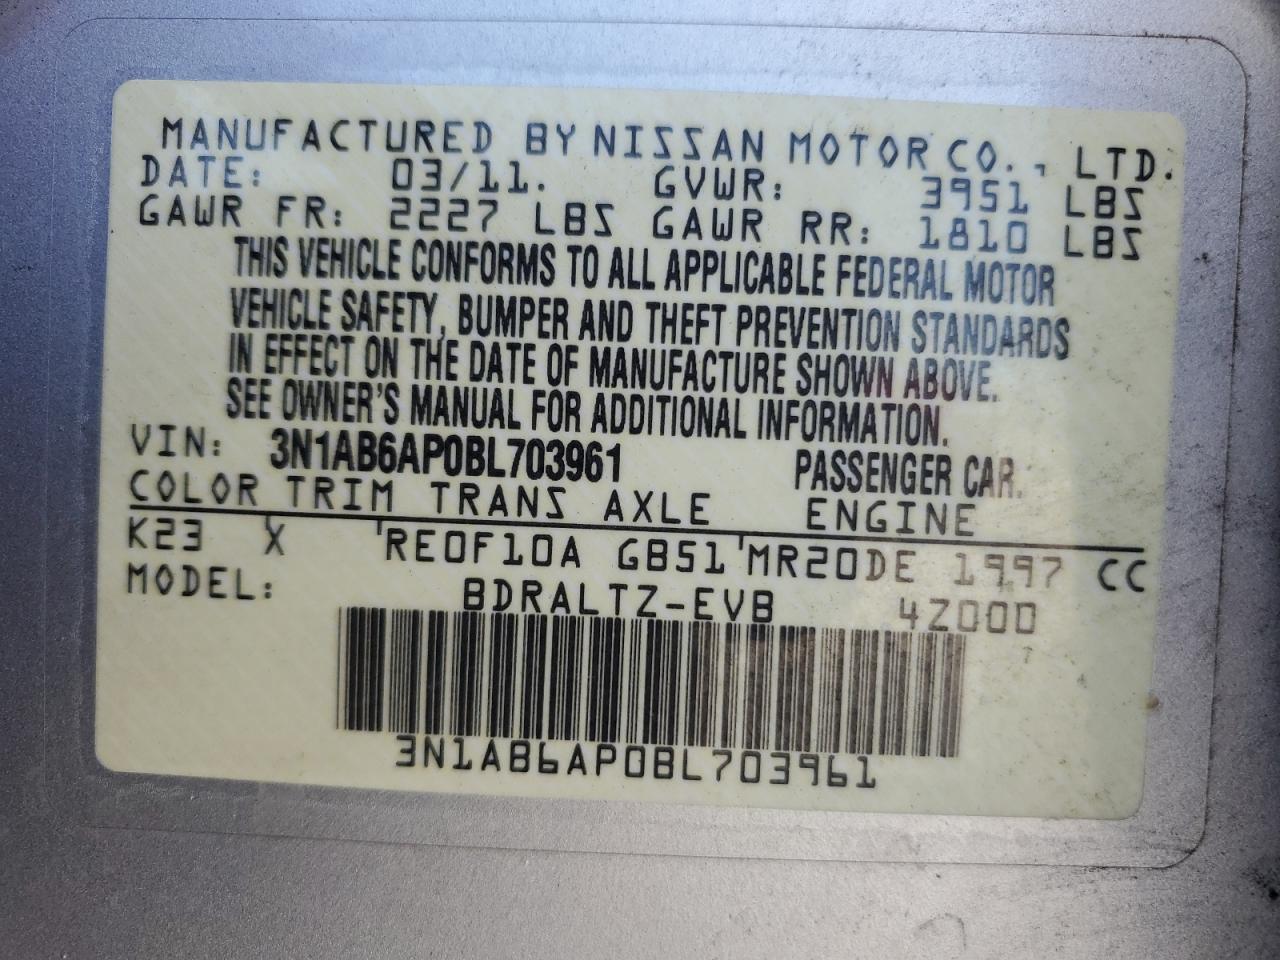 MANUFACTURED BY NISSAN MOTOR CO., LTD.
DATE: 03/11. GVWR: 3951 LBS
GAWR FR: 2227 LBS GAWR RR: 1810 LBS
THIS VEHICLE CONFORMS TO ALL APPLICABLE FEDERAL MOTOR
VEHICLE SAFETY, BUMPER AND THEFT PREVENTION STANDARDS
IN EFFECT ON THE DATE OF MANUFACTURE SHOWN ABOVE.
SEE OWNER'S MANUAL FOR ADDITIONAL INFORMATION.
VIN: 3N1AB6AP0BL703961 PASSENGER CAR.
COLOR TRIM TRANS AXLE ENGINE
K23 X RE0F10A GB51 MR20DE 1997 CC
MODEL: BDRALTZ-EVB 4Z000
3N1AB6AP0BL703961